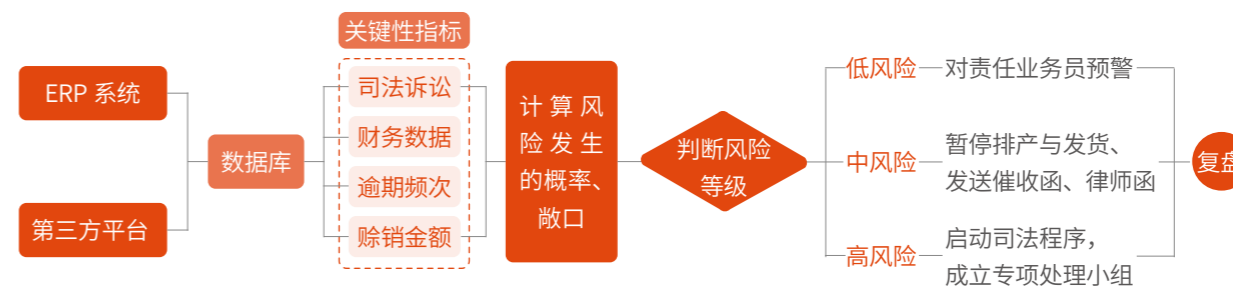 ERP 系统
第三方平台
数据库
关键性指标
司法诉讼
财务数据
逾期频次
赊销金额
计算风
险发生
的概率、
敞口
判断风险
等级
低风险
对责任业务员预警
中风险
暂停排产与发货、
发送催收函、律师函
高风险
启动司法程序，
成立专项处理小组
复盘